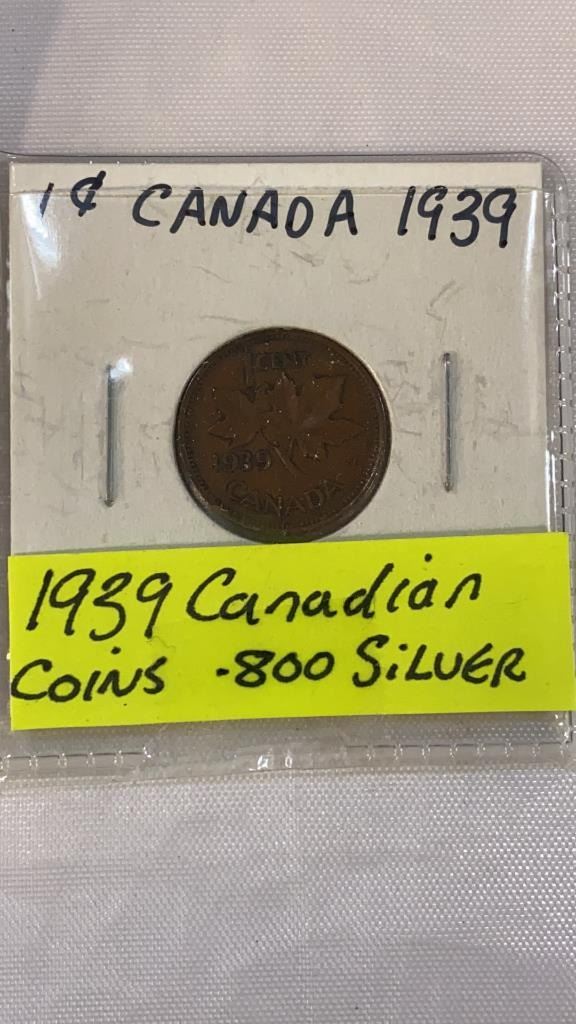 1¢ CANADA 1939
1 CENT
1939
CANADA
1939 Canadian
COINS .800 SILVER